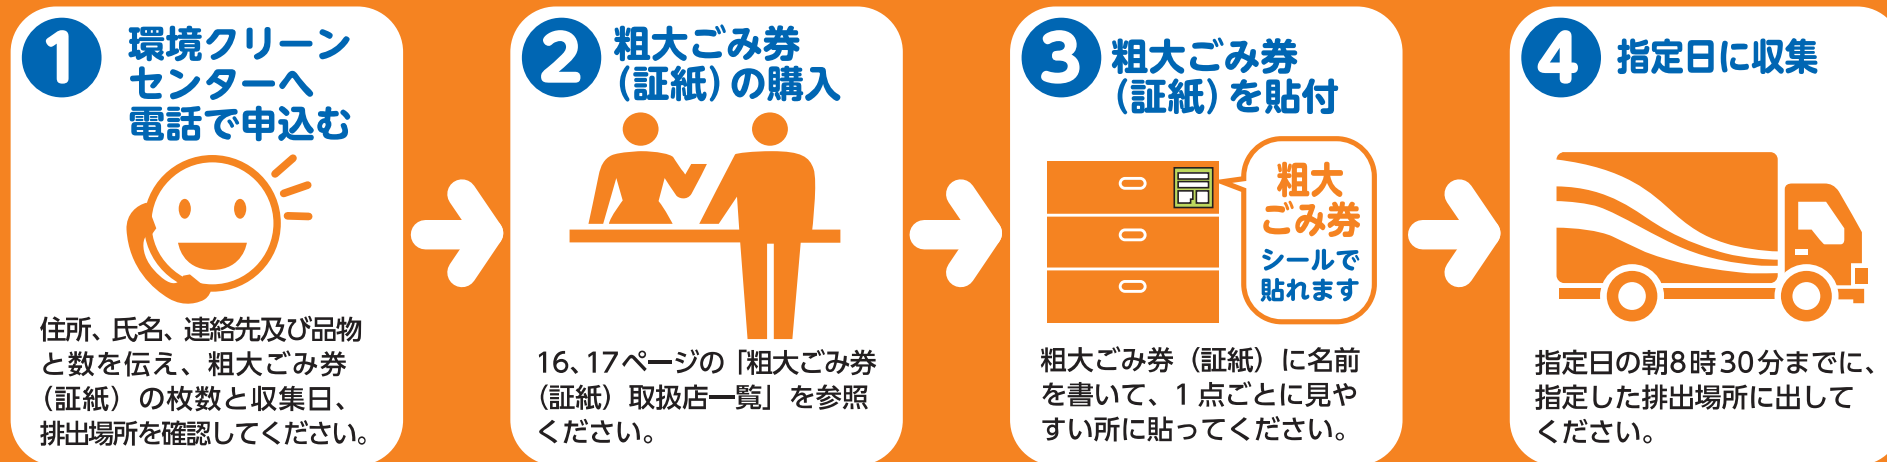 1
環境クリーン
センターへ
電話で申込む
住所、氏名、連絡先及び品物
と数を伝え、粗大ごみ券
（証紙）の枚数と収集日、
排出場所を確認してください。
2
粗大ごみ券
（証紙）の購入
16、17ページの「粗大ごみ券
（証紙）取扱店一覧」を参照
ください。
3
粗大ごみ券
（証紙）を貼付
粗大
ごみ券
シールで
貼れます
粗大ごみ券（証紙）に名前
を書いて、1点ごとに見や
すい所に貼ってください。
4
指定日に収集
指定日の朝8時30分までに、
指定した排出場所に出して
ください。